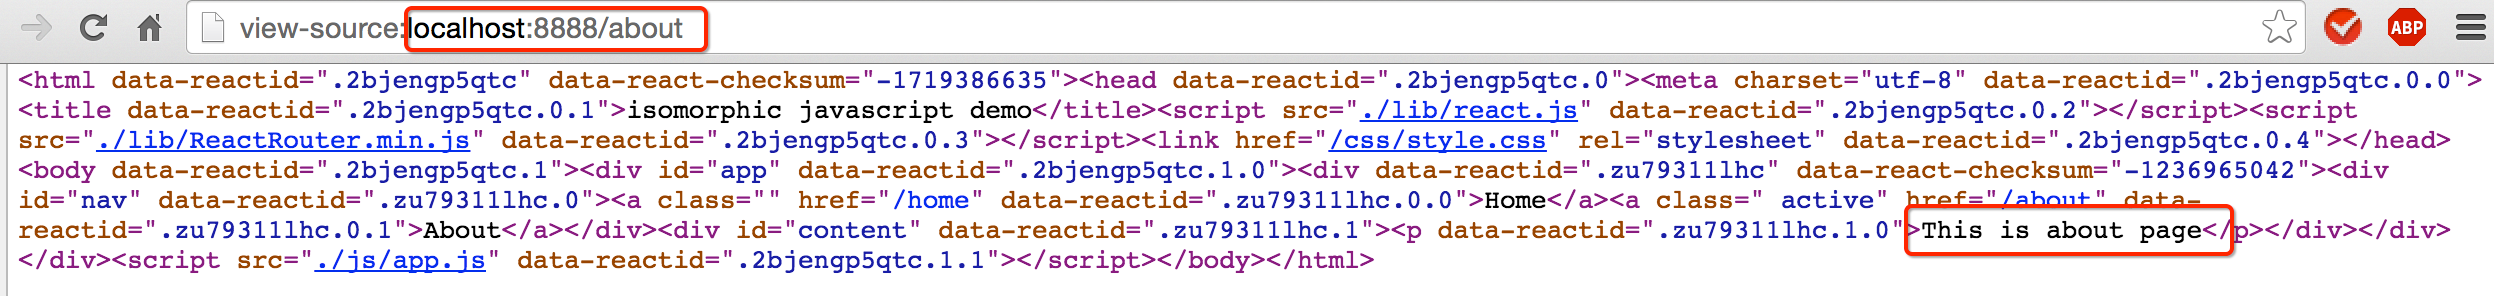 view-source:localhost:8888/about
ABP
<html data-reactid=".2bjengp5qtc" data-react-checksum="-1719386635"><head data-reactid=".2bjengp5qtc.0"><meta charset="utf-8" data-reactid=".2bjengp5qtc.0.0">
<title data-reactid=".2bjengp5qtc.0.1">isomorphic javascript demo</title><script src="./lib/react.js" data-reactid=".2bjengp5qtc.0.2"></script><script
src="./lib/ReactRouter.min.js" data-reactid=".2bjengp5qtc.0.3"></script><link href="/css/style.css" rel="stylesheet" data-reactid=".2bjengp5qtc.0.4"></head>
<body data-reactid=".2bjengp5qtc.1"><div id="app" data-reactid=".2bjengp5qtc.1.0"><div data-reactid=".zu79311lhc" data-react-checksum="-1236965042"><div
id="nav" data-reactid=".zu79311lhc.0"><a class="" href="/home" data-reactid=".zu79311lhc.0.0">Home</a><a class=" active" href="/about" data-
reactid=".zu79311lhc.0.1">About</a></div><div id="content" data-reactid=".zu79311lhc.1"><p data-reactid=".zu79311lhc.1.0">This is about page</p></div></div>
</div><script src="./js/app.js" data-reactid=".2bjengp5qtc.1.1"></script></body></html>